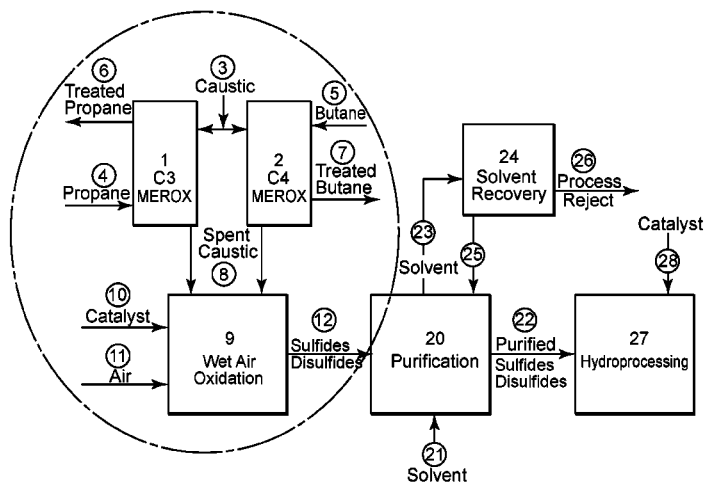 6
Treated
Propane
3
Caustic
5
Butane
1
C3
MEROX
2
C4
MEROX
4
Propane
7
Treated
Butane
Spent
Caustic
8
10
Catalyst
11
Air
9
Wet Air
Oxidation
12
Sulfides
Disulfides
23
Solvent
24
Solvent
Recovery
25
26
Process
Reject
20
Purification
21
Solvent
22
Purified
Sulfides
Disulfides
Catalyst
28
27
Hydroprocessing